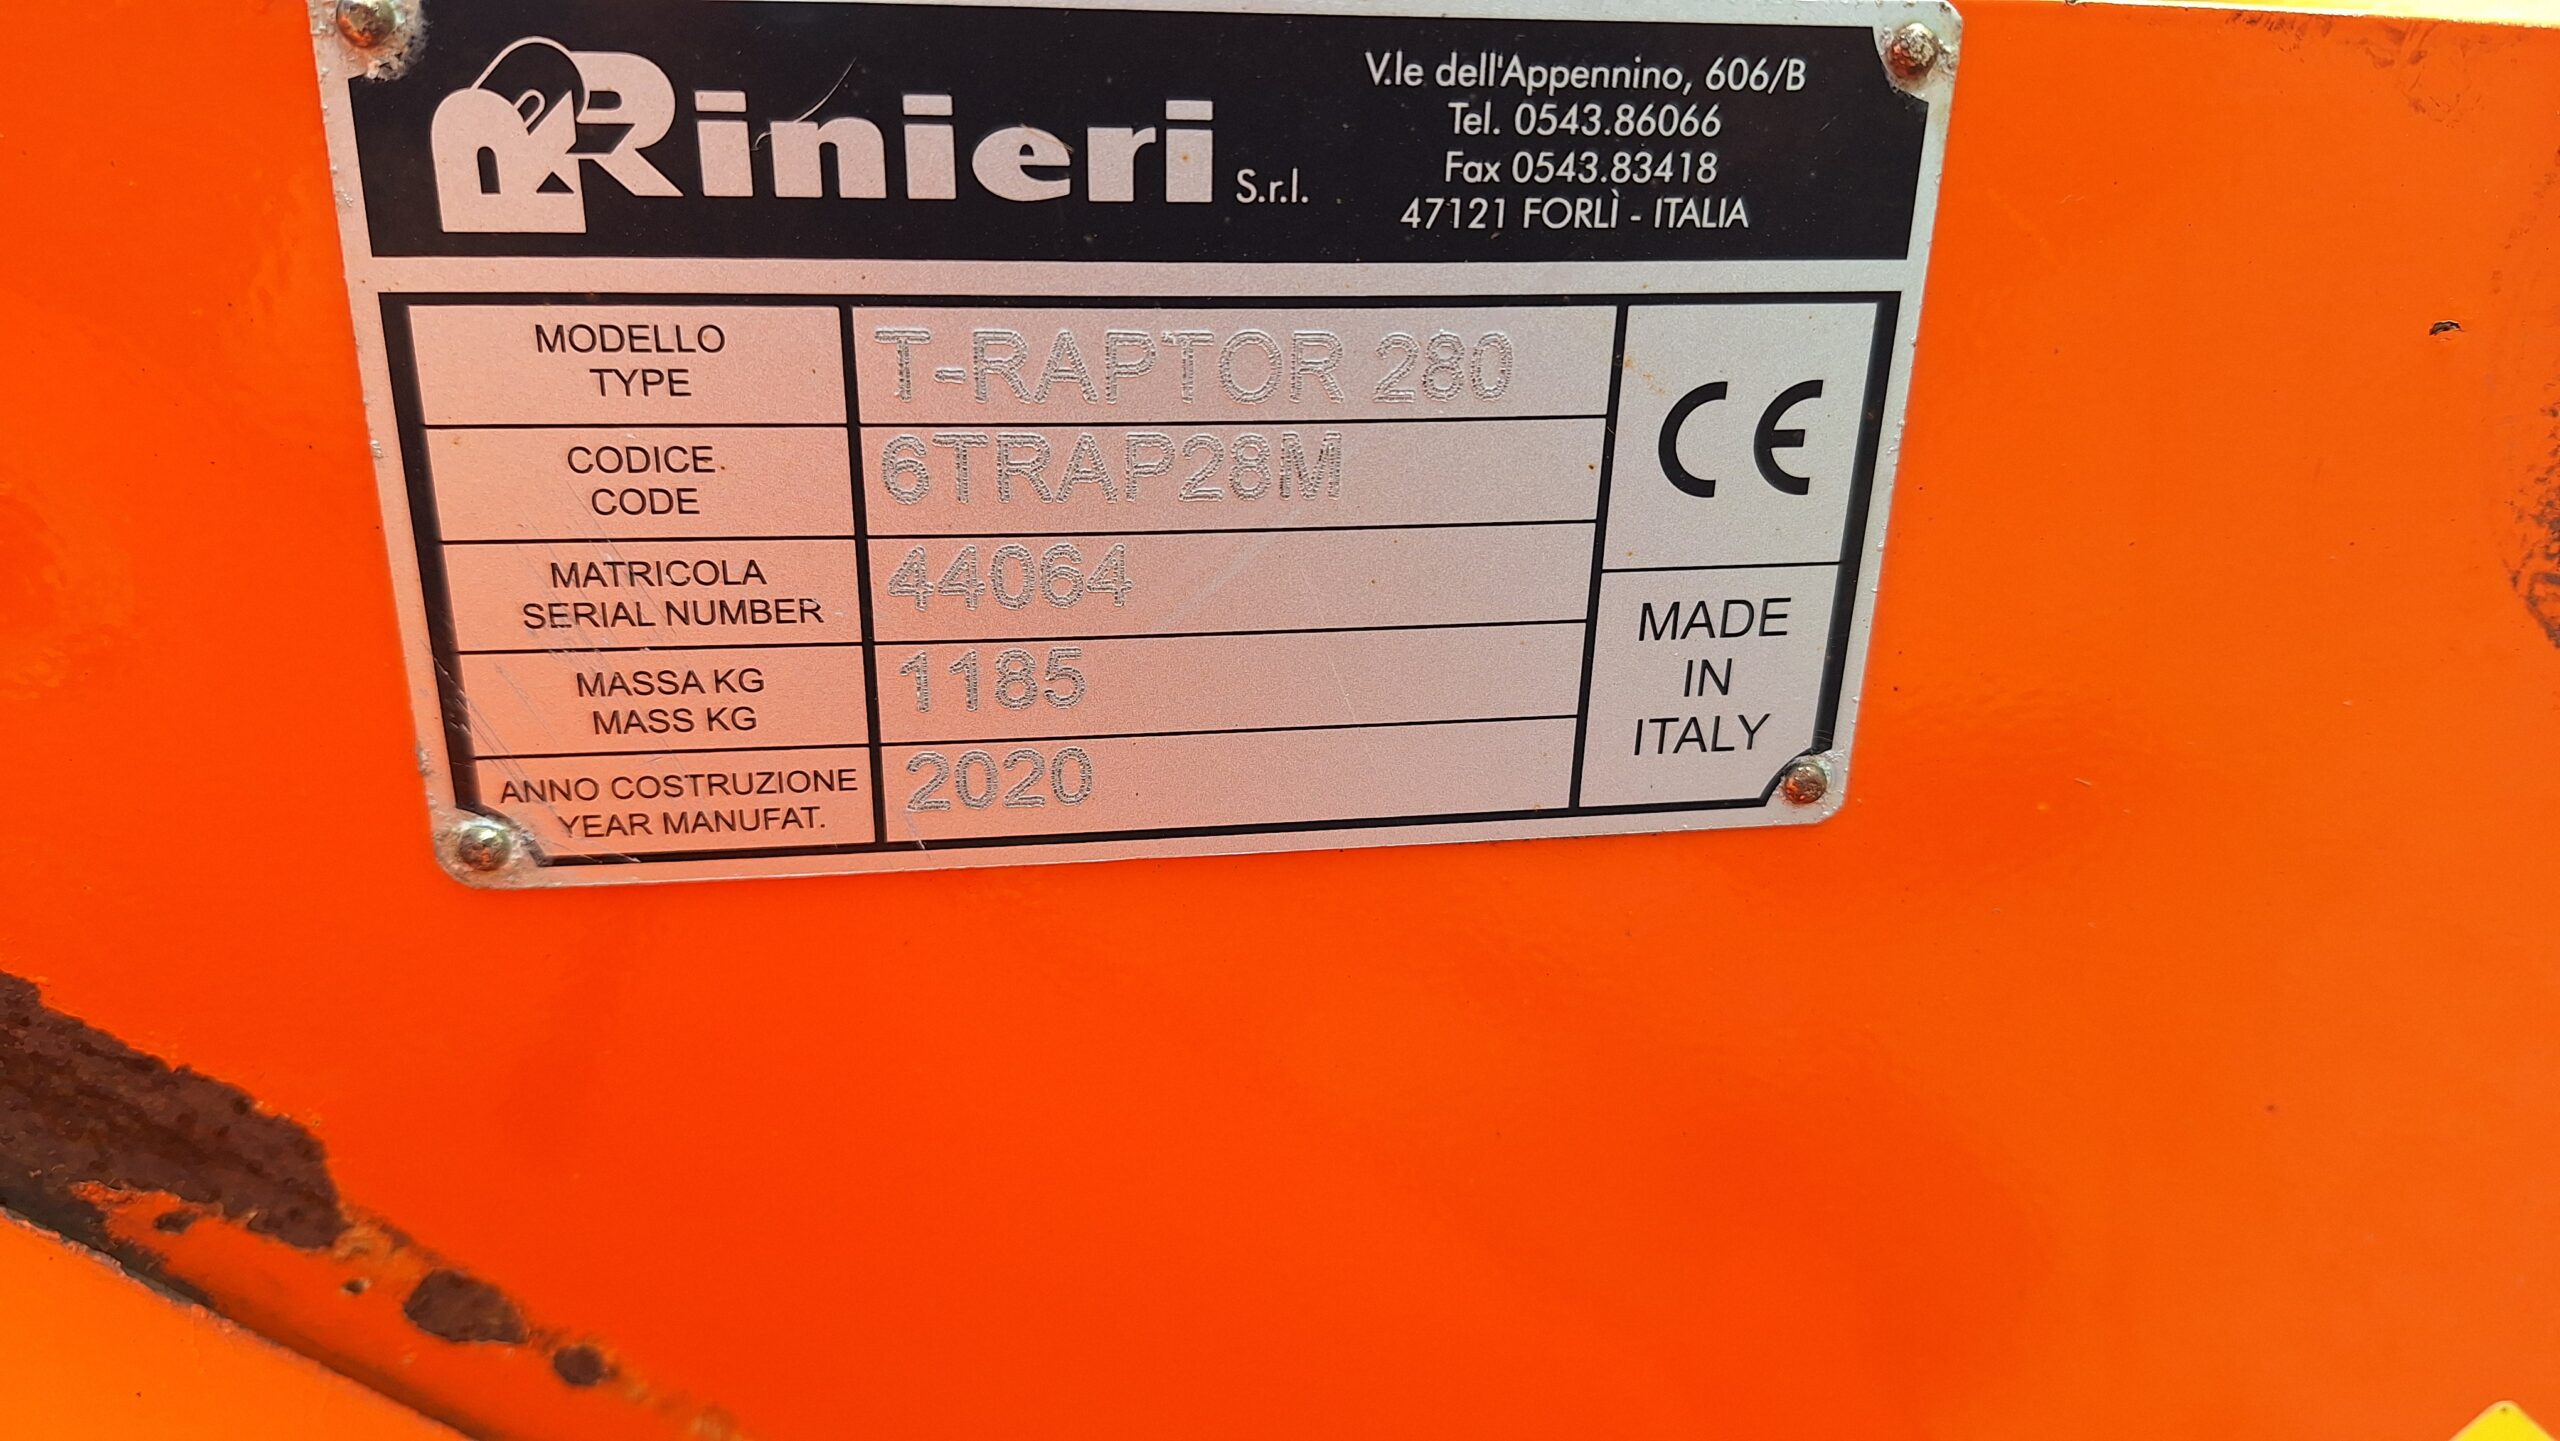 Rinieri S.r.l.
V.le dell'Appennino, 606/B
Tel. 0543.86066
Fax 0543.83418
47121 FORLÌ - ITALIA
MODELLO
TYPE
T-RAPTOR 280
CODICE
CODE
6TRAP28M
MATRICOLA
SERIAL NUMBER
44064
MASSA KG
MASS KG
1185
ANNO COSTRUZIONE
YEAR MANUFAT.
2020
CE
MADE
IN
ITALY